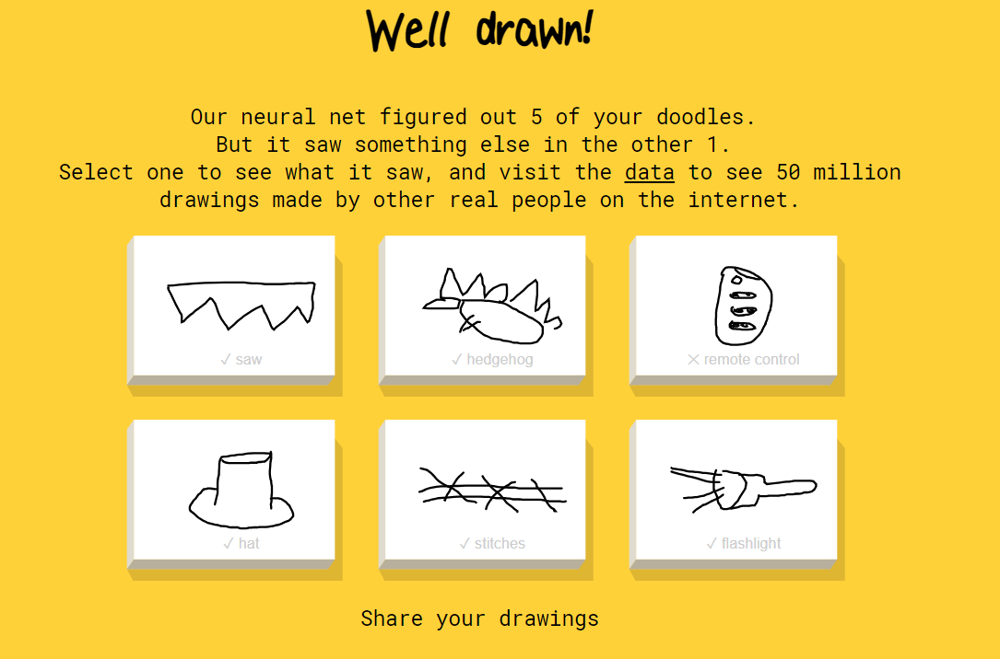 Well drawn!
Our neural net figured out 5 of your doodles.
But it saw something else in the other 1.
Select one to see what it saw, and visit the data to see 50 million
drawings made by other real people on the internet.
✓ saw
✓ hedgehog
✕ remote control
✓ hat
✓ stitches
✓ flashlight
Share your drawings